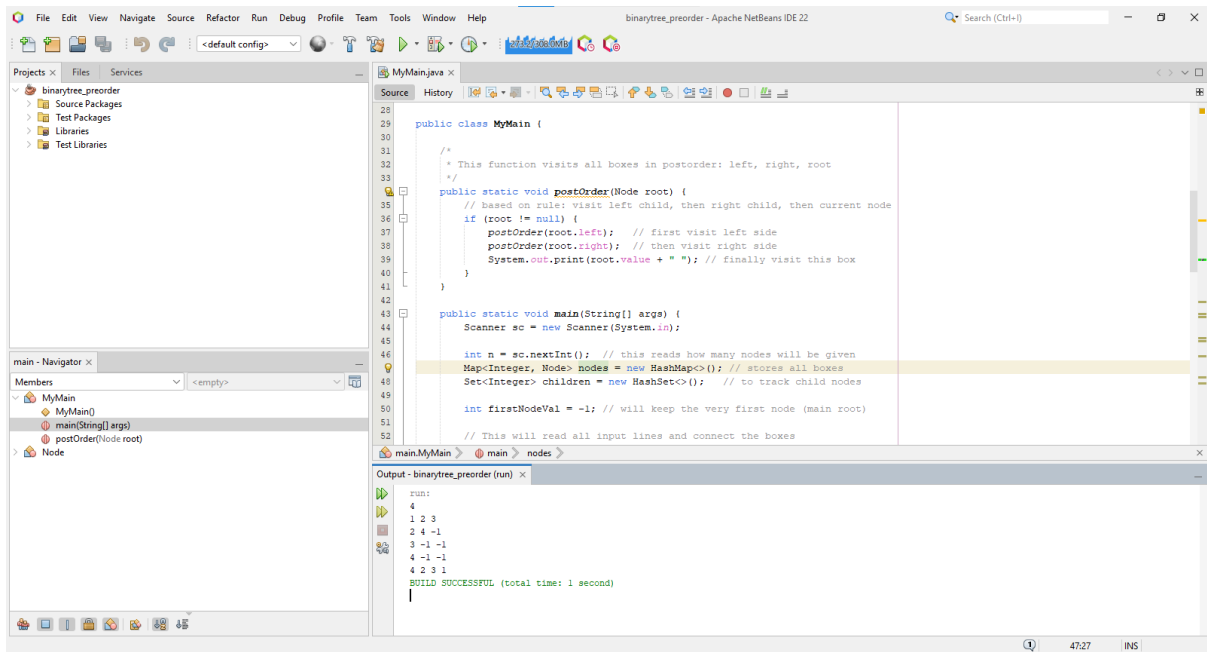 File Edit View Navigate Source Refactor Run Debug Profile Team Tools Window Help binarytree_preorder - Apache NetBeans IDE 22 Search (Ctrl+I)
<default config>
Projects Files Services
binarytree_preorder
Source Packages
Test Packages
Libraries
Test Libraries
main - Navigator
Members <empty>
MyMain
MyMain()
main(String[] args)
postOrder(Node root)
Node
MyMain.java
Source History
28
29 public class MyMain {
30
31 /*
32 * This function visits all boxes in postorder: left, right, root
33 */
public static void postOrder(Node root) {
35 // based on rule: visit left child, then right child, then current node
36 if (root != null) {
37 postOrder(root.left); // first visit left side
38 postOrder(root.right); // then visit right side
39 System.out.print(root.value + " "); // finally visit this box
40 }
41 }
42
43 public static void main(String[] args) {
44 Scanner sc = new Scanner(System.in);
45
46 int n = sc.nextInt(); // this reads how many nodes will be given
Map<Integer, Node> nodes = new HashMap<>(); // stores all boxes
48 Set<Integer> children = new HashSet<>(); // to track child nodes
49
50 int firstNodeVal = -1; // will keep the very first node (main root)
51
52 // This will read all input lines and connect the boxes
main.MyMain main nodes
Output - binarytree_preorder (run)
run:
4
1 2 3
2 4 -1
3 -1 -1
4 -1 -1
4 2 3 1
BUILD SUCCESSFUL (total time: 1 second)
1 47:27 INS